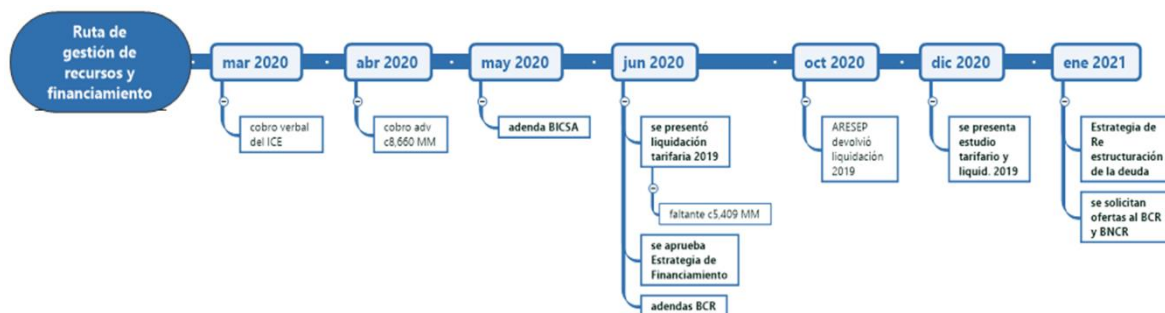 Ruta de
gestión de
recursos y
financiamiento
mar 2020
abr 2020
may 2020
jun 2020
oct 2020
dic 2020
ene 2021
cobro verbal
del ICE
cobro adv
c8,660 MM
adenda BICSA
se presentó
liquidación
tarifaria 2019
faltante c5,409 MM
se aprueba
Estrategia de
Financiamiento
adendas BCR
ARESEP
devolvió
liquidación
2019
se presenta
estudio
tarifario y
liquid. 2019
Estrategia de
Re
estructuración
de la deuda
se solicitan
ofertas al BCR
y BNCR